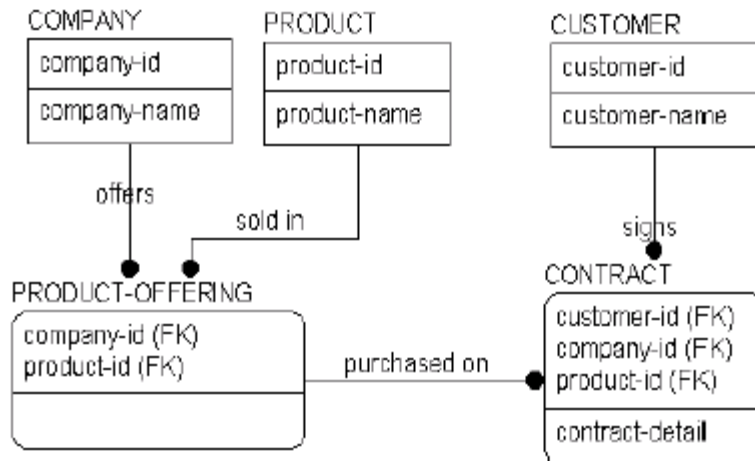 COMPANY
company-id
company-name
PRODUCT
product-id
product-name
CUSTOMER
customer-id
customer-name
offers
sold in
signs
PRODUCT-OFFERING
company-id (FK)
product-id (FK)
purchased on
CONTRACT
customer-id (FK)
company-id (FK)
product-id (FK)
contract-detail